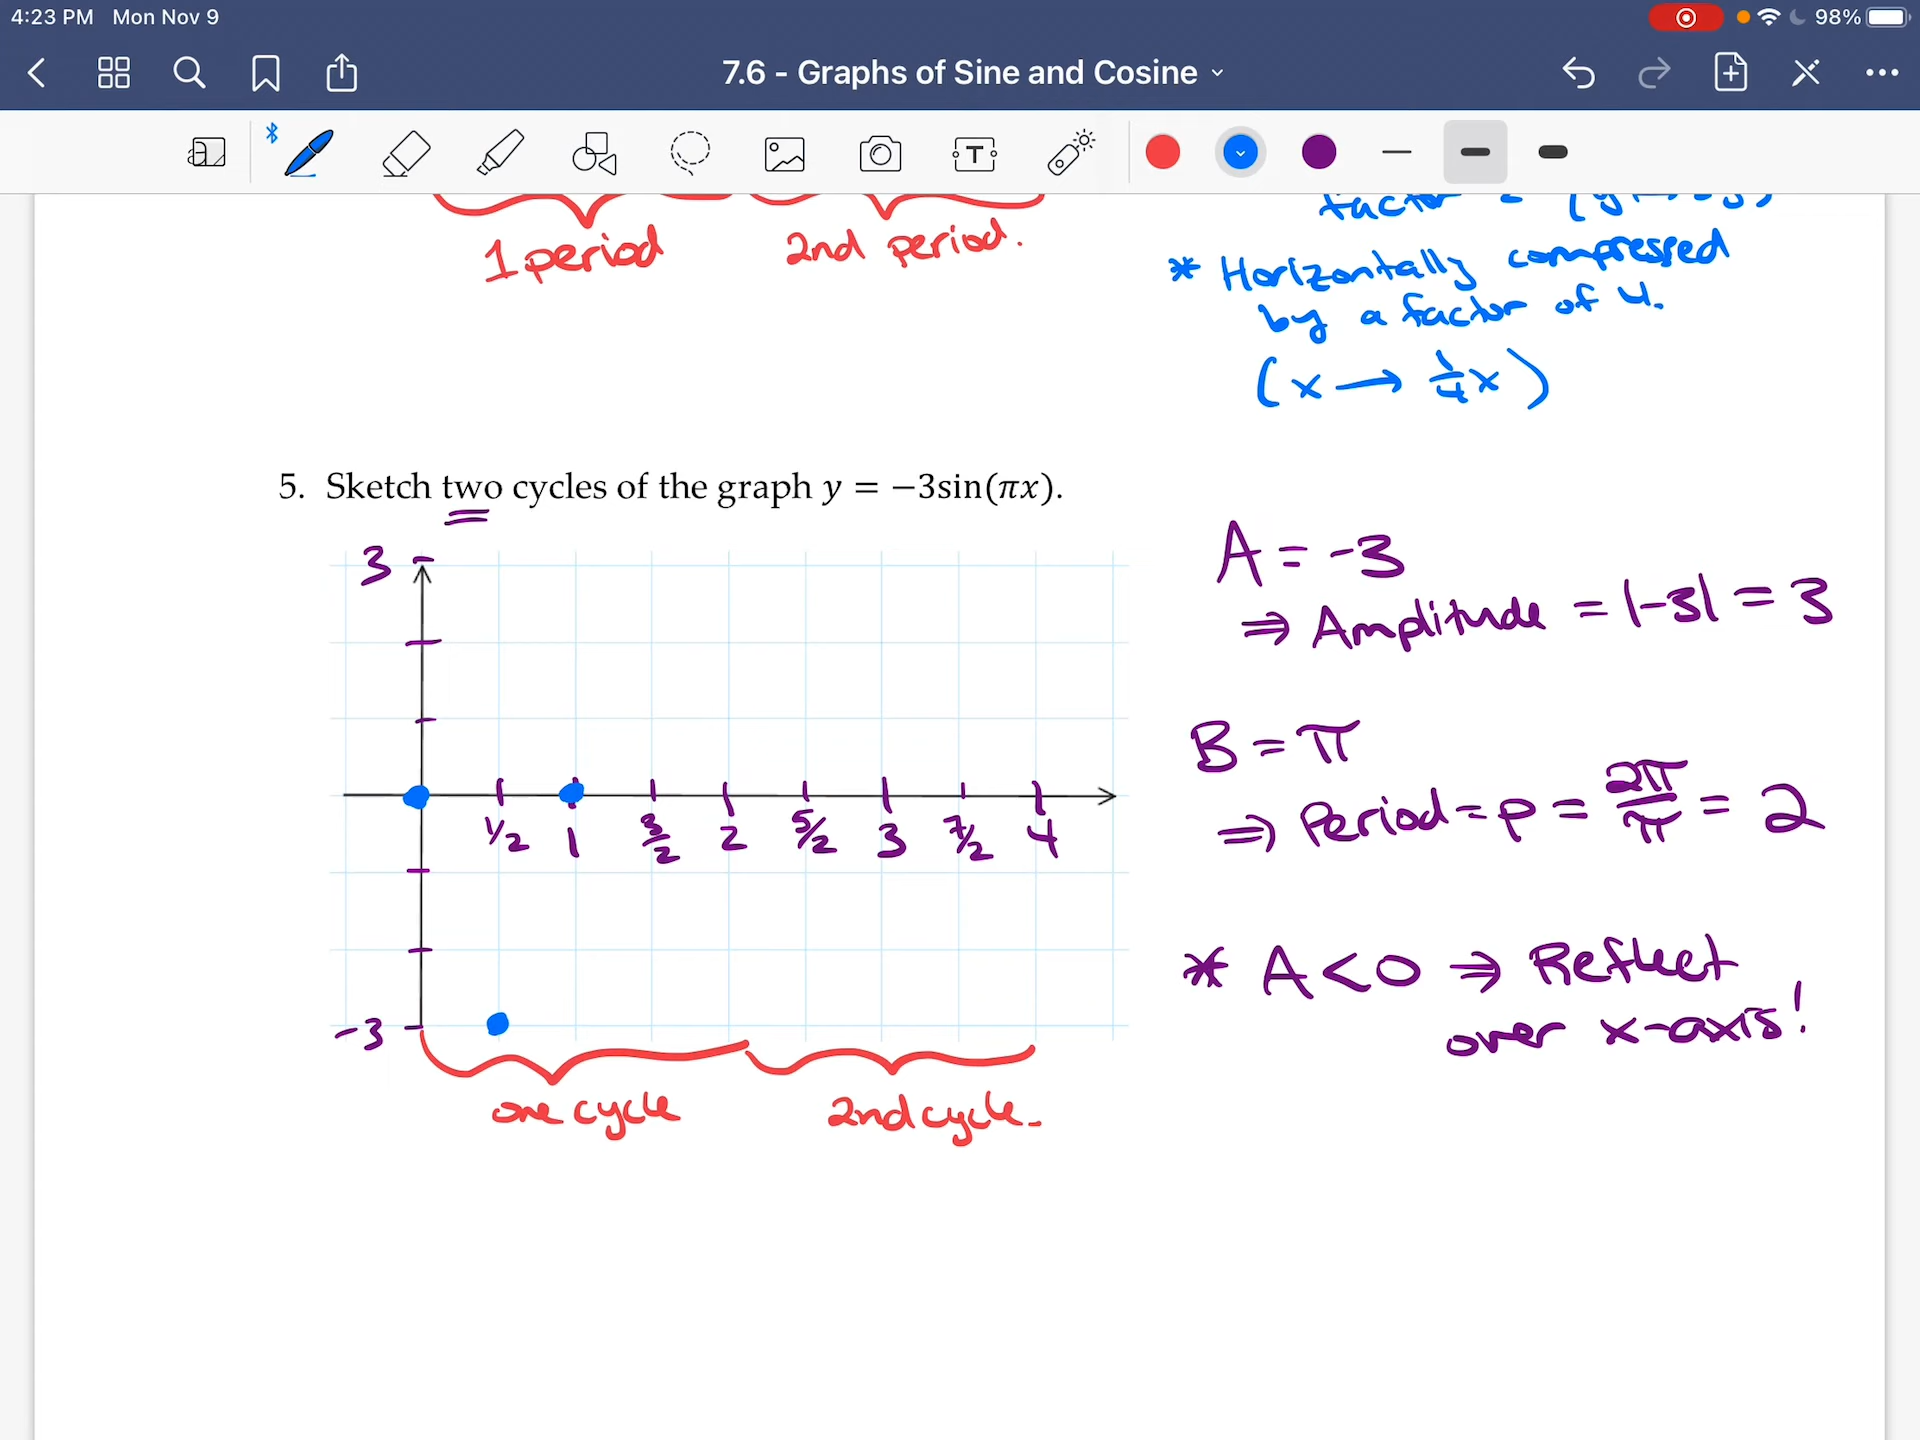 4:23 PM Mon Nov 9 98%
7.6 - Graphs of Sine and Cosine
1 period 2nd period.
* Horizontally compressed
by a factor of 4.
(x → 1/4 x)
5. Sketch two cycles of the graph y = −3sin(πx).
3
1/2 1 3/2 2 5/2 3 7/2 4
-3
one cycle 2nd cycle.
A = -3
⇒ Amplitude = |-3| = 3
B = π
⇒ Period = p = 2π/π = 2
* A < 0 ⇒ Reflect
over x-axis!